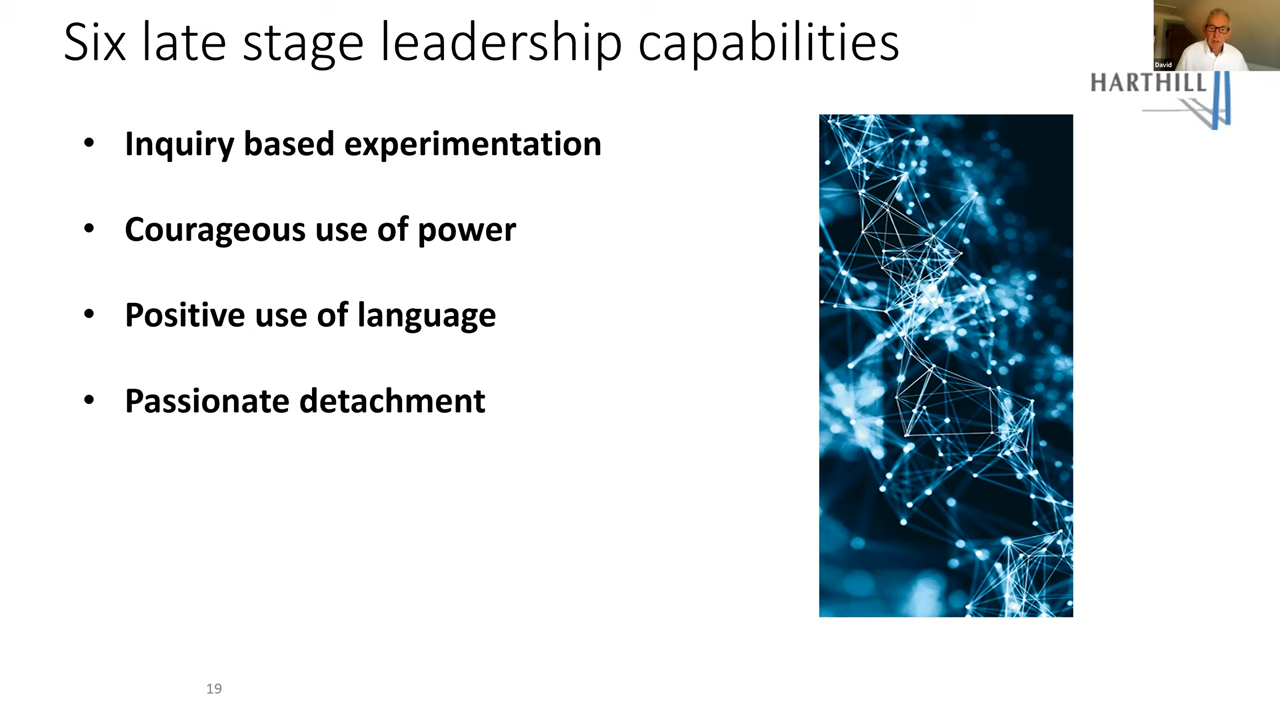 Six late stage leadership capabilities
David
HARTHILL
• Inquiry based experimentation
• Courageous use of power
• Positive use of language
• Passionate detachment
19